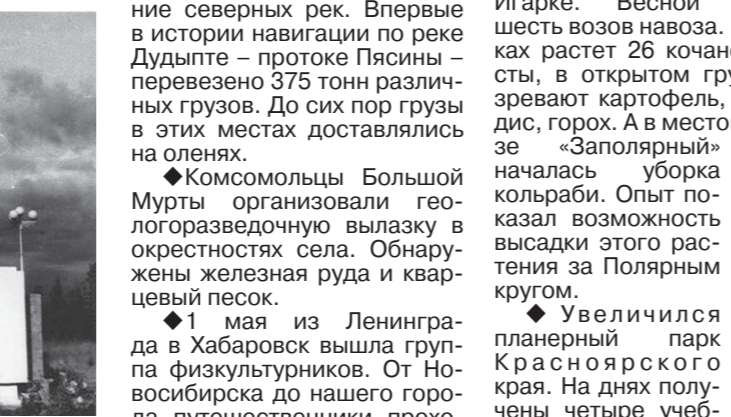 ние северных рек. Впервые
в истории навигации по реке
Дудыпте – протоке Пясины –
перевезено 375 тонн различ-
ных грузов. До сих пор грузы
в этих местах доставлялись
на оленях.
◆Комсомольцы Большой
Мурты организовали гео-
логоразведочную вылазку в
окрестностях села. Обнару-
жены железная руда и квар-
цевый песок.
◆1 мая из Ленингра-
да в Хабаровск вышла груп-
па физкультурников. От Но-
восибирска до нашего горо-
да путешественники прохо-
Игарке. Весной
шесть возов навоза.
ках растет 26 кочан
сты, в открытом гру
зревают картофель,
дис, горох. А в место
зе «Заполярный»
началась уборка
кольраби. Опыт по-
казал возможность
высадки этого рас-
тения за Полярным
кругом.
◆ Увеличился
планерный парк
Красноярского
края. На днях полу-
чены четыре учеб-